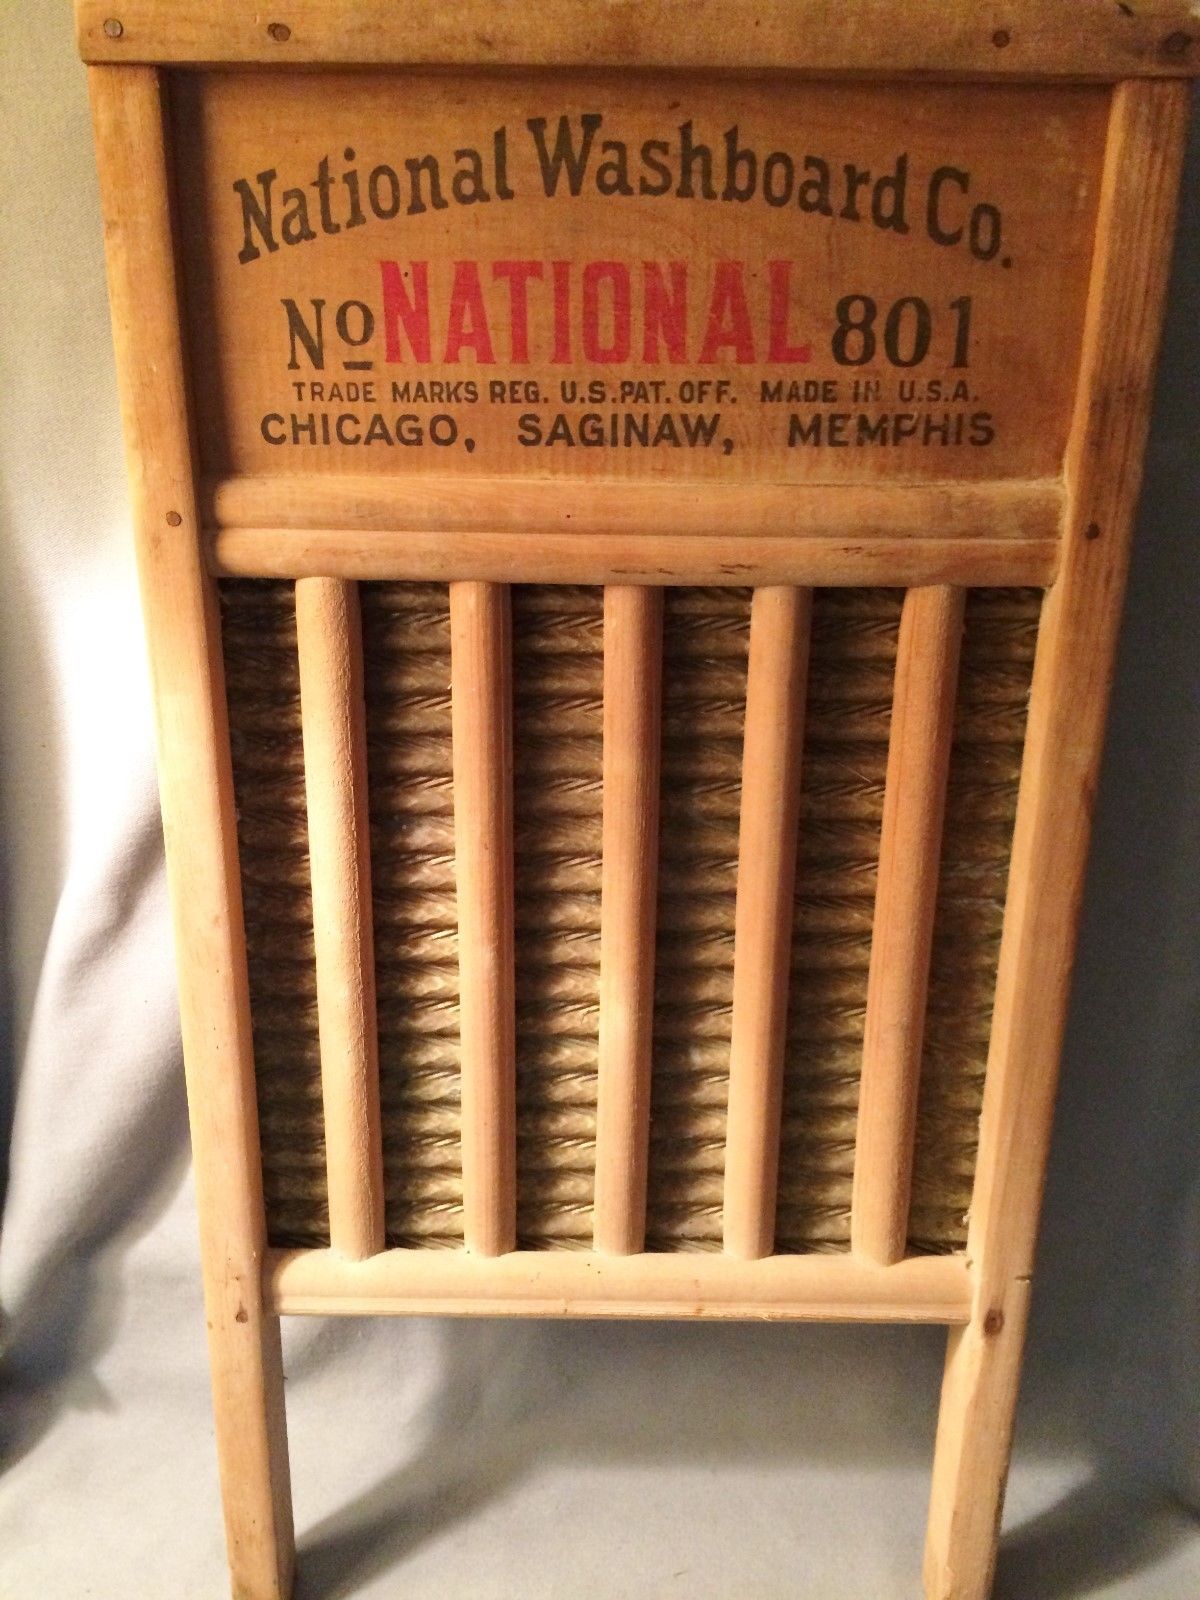 National Washboard Co.
No NATIONAL 801
TRADE MARKS REG. U.S.PAT. OFF. MADE IN U.S.A.
CHICAGO, SAGINAW, MEMPHIS